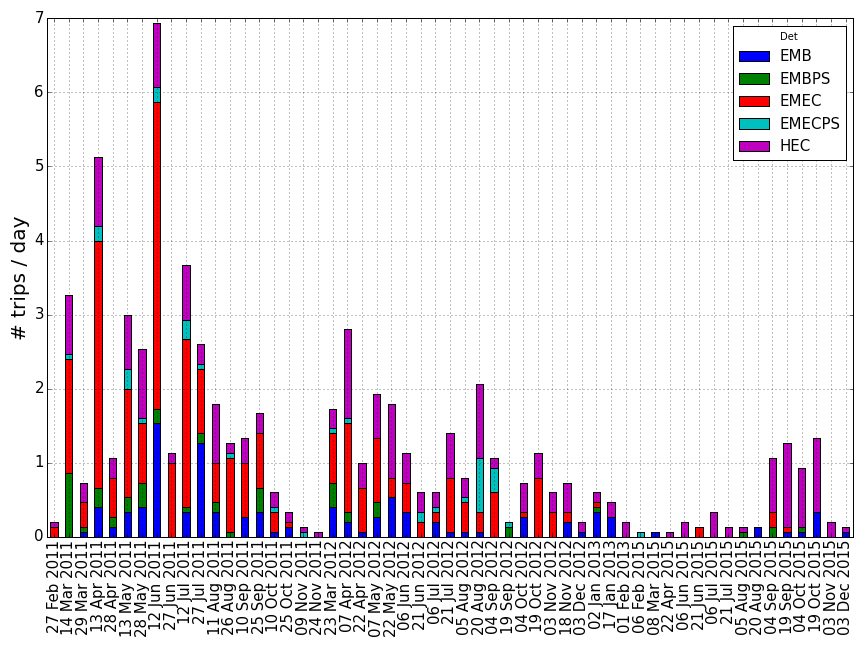 # trips / day
7
6
5
4
3
2
1
0
Det
EMB
EMBPS
EMEC
EMECPS
HEC
27 Feb 2011
14 Mar 2011
29 Mar 2011
13 Apr 2011
28 Apr 2011
13 May 2011
28 May 2011
12 Jun 2011
27 Jun 2011
12 Jul 2011
27 Jul 2011
11 Aug 2011
26 Aug 2011
10 Sep 2011
25 Sep 2011
10 Oct 2011
25 Oct 2011
09 Nov 2011
24 Nov 2011
23 Mar 2012
07 Apr 2012
22 Apr 2012
07 May 2012
22 May 2012
06 Jun 2012
21 Jun 2012
06 Jul 2012
21 Jul 2012
05 Aug 2012
20 Aug 2012
04 Sep 2012
19 Sep 2012
04 Oct 2012
19 Oct 2012
03 Nov 2012
18 Nov 2012
03 Dec 2012
02 Jan 2013
17 Jan 2013
01 Feb 2013
06 Feb 2015
08 Mar 2015
22 Apr 2015
06 Jun 2015
21 Jun 2015
06 Jul 2015
21 Jul 2015
05 Aug 2015
20 Aug 2015
04 Sep 2015
19 Sep 2015
04 Oct 2015
19 Oct 2015
03 Nov 2015
03 Dec 2015